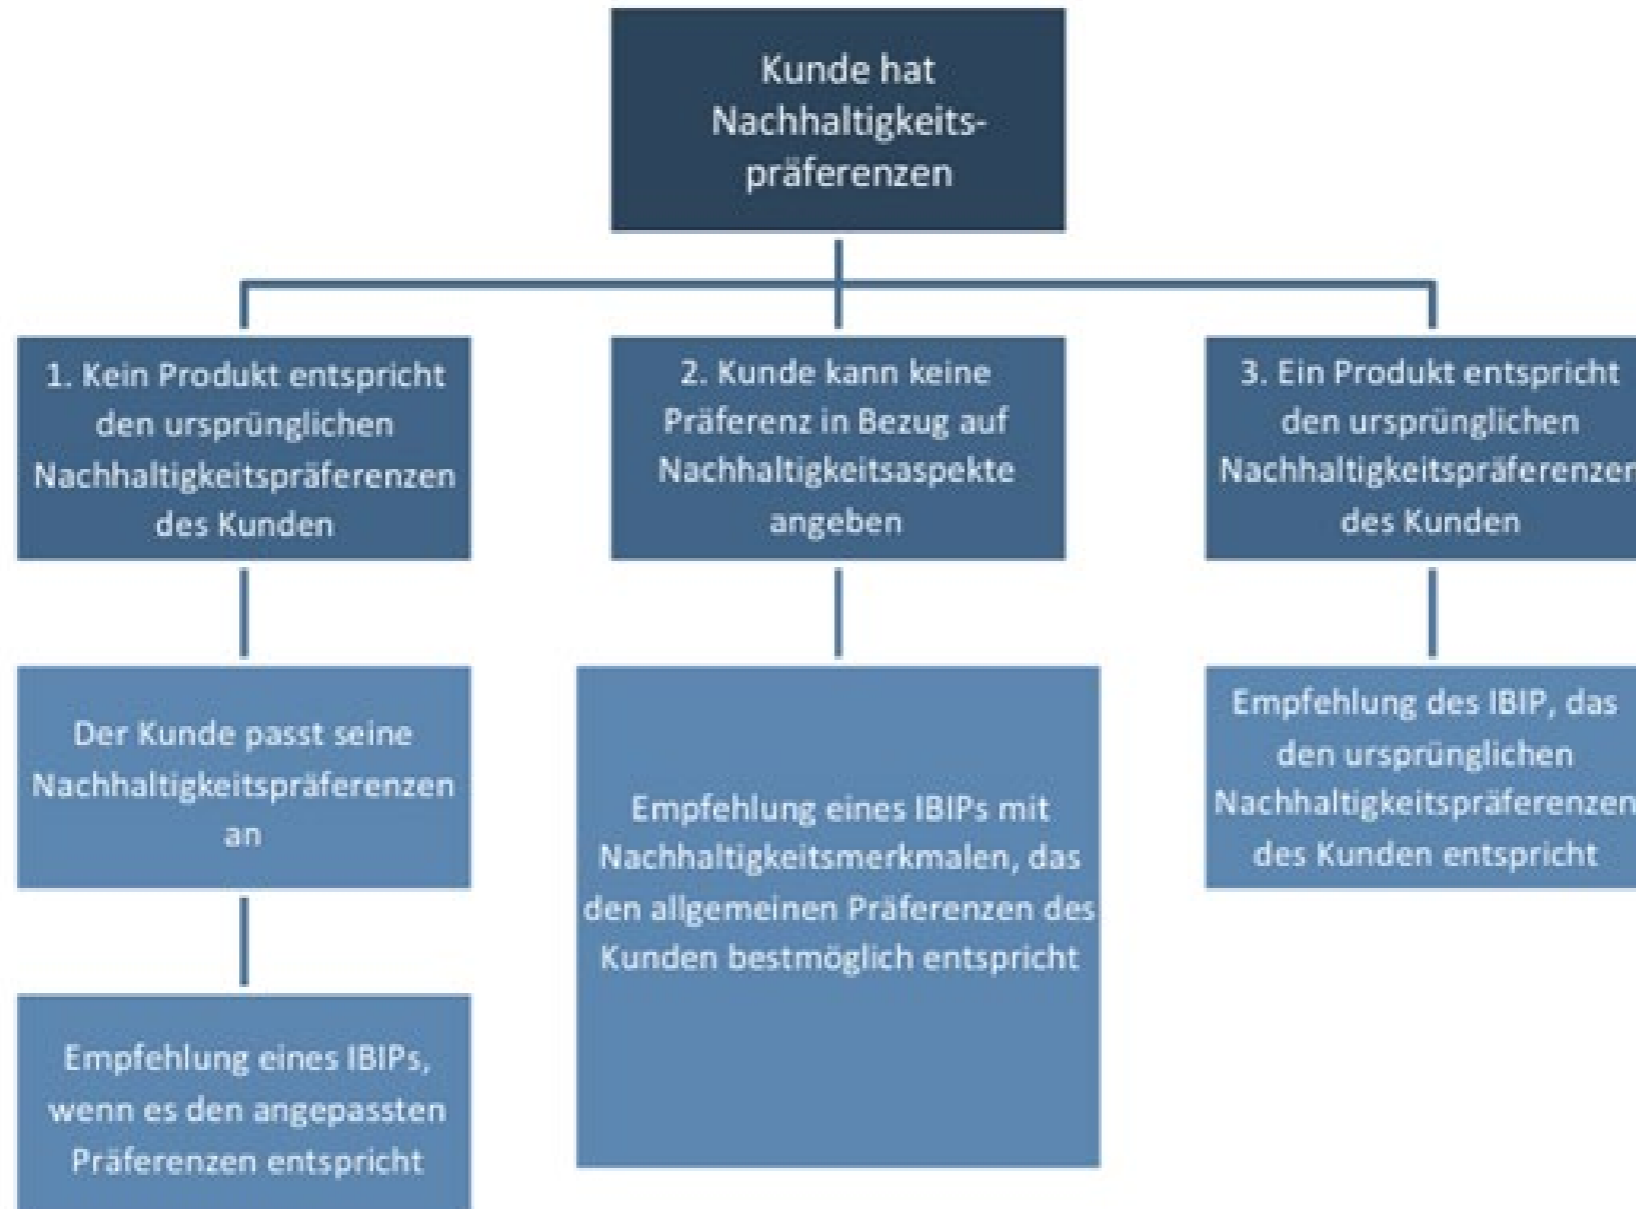 Kunde hat
Nachhaltigkeits-
präferenzen
1. Kein Produkt entspricht
den ursprünglichen
Nachhaltigkeitspräferenzen
des Kunden
Der Kunde passt seine
Nachhaltigkeitspräferenzen
an
Empfehlung eines IBIPs,
wenn es den angepassten
Präferenzen entspricht
2. Kunde kann keine
Präferenz in Bezug auf
Nachhaltigkeitsaspekte
angeben
Empfehlung eines IBIPs mit
Nachhaltigkeitsmerkmalen, das
den allgemeinen Präferenzen des
Kunden bestmöglich entspricht
3. Ein Produkt entspricht
den ursprünglichen
Nachhaltigkeitspräferenzen
des Kunden
Empfehlung des IBIP, das
den ursprünglichen
Nachhaltigkeitspräferenzen
des Kunden entspricht